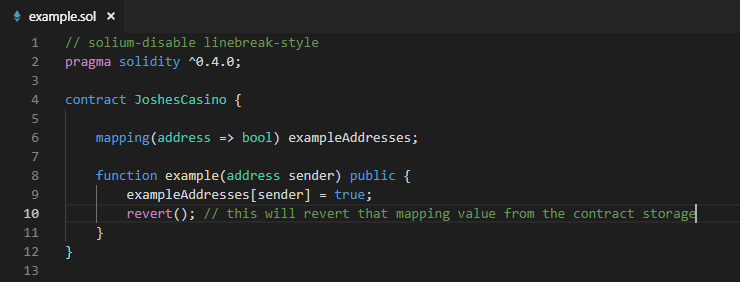 example.sol ×
1 // solium-disable linebreak-style
2 pragma solidity ^0.4.0;
3
4 contract JoshesCasino {
5
6     mapping(address => bool) exampleAddresses;
7
8     function example(address sender) public {
9         exampleAddresses[sender] = true;
10         revert(); // this will revert that mapping value from the contract storage
11     }
12 }
13